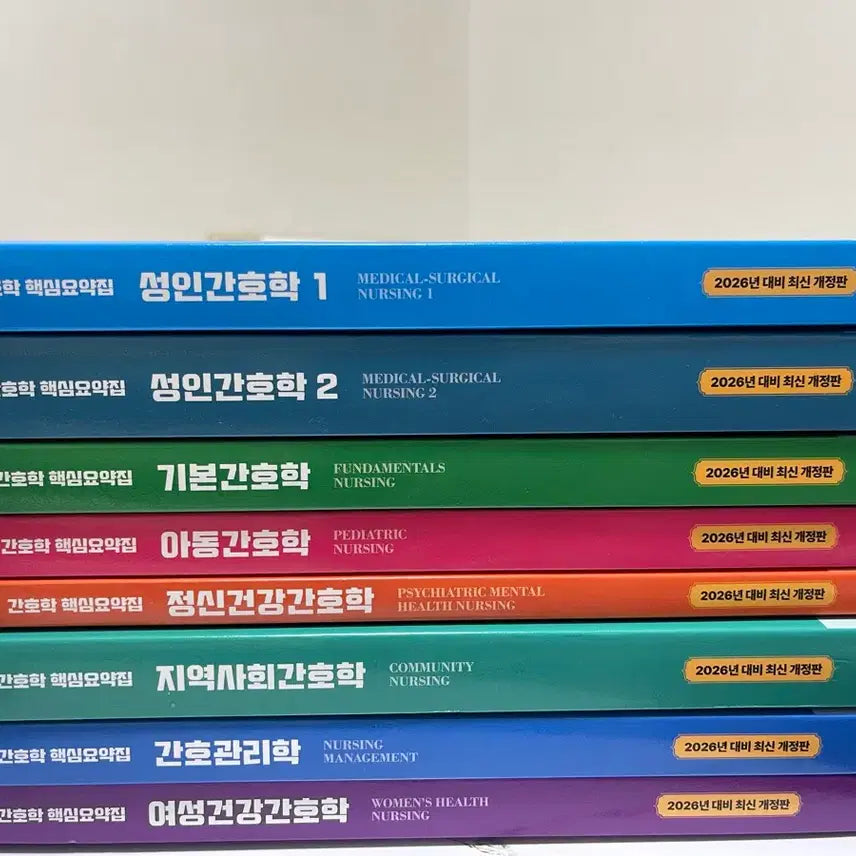 핵심요약집 성인간호학 1 MEDICAL-SURGICAL
NURSING 1
2026년 대비 최신 개정판
핵심요약집 성인간호학 2 MEDICAL-SURGICAL
NURSING 2
2026년 대비 최신 개정판
간호학 핵심요약집 기본간호학 FUNDAMENTALS
NURSING
2026년 대비 최신 개정판
간호학 핵심요약집 아동간호학 PEDIATRIC
NURSING
2026년 대비 최신 개정판
간호학 핵심요약집 정신건강간호학 PSYCHIATRIC MENTAL
HEALTH NURSING
2026년 대비 최신 개정판
간호학 핵심요약집 지역사회간호학 COMMUNITY
NURSING
2026년 대비 최신 개정판
간호학 핵심요약집 간호관리학 NURSING
MANAGEMENT
2026년 대비 최신 개정판
간호학 핵심요약집 여성건강간호학 WOMEN'S HEALTH
NURSING
2026년 대비 최신 개정판